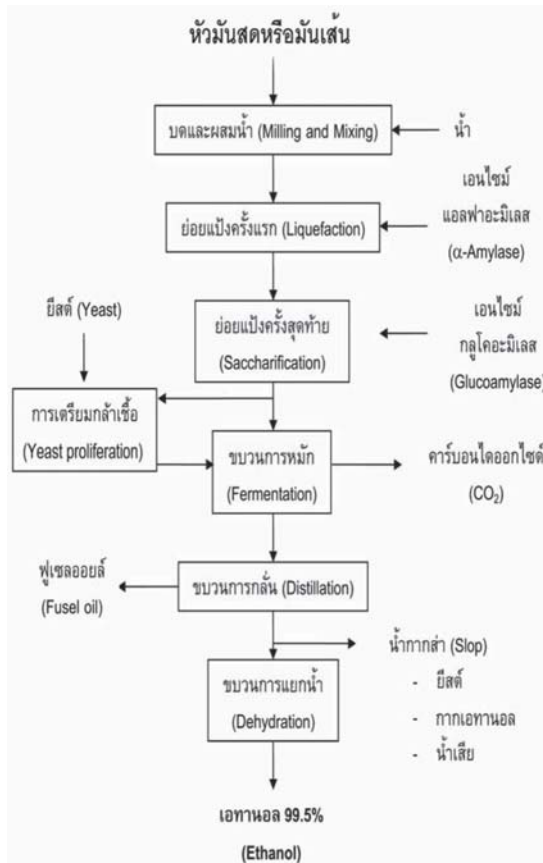 หัวมันสดหรือมันเส้น
บดและผสมน้ำ (Milling and Mixing)
น้ำ
เอนไซม์
แอลฟาอะมิเลส
(α-Amylase)
ย่อยแป้งครั้งแรก (Liquefaction)
ยีสต์ (Yeast)
ย่อยแป้งครั้งสุดท้าย
(Saccharification)
เอนไซม์
กลูโคอะมิเลส
(Glucoamylase)
การเตรียมกล้าเชื้อ
(Yeast proliferation)
ขบวนการหมัก
(Fermentation)
คาร์บอนไดออกไซด์
(CO₂)
ฟูเซลออยล์
(Fusel oil)
ขบวนการกลั่น (Distillation)
น้ำกากส่า (Slop)
- ยีสต์
- กากเอทานอล
- น้ำเสีย
ขบวนการแยกน้ำ
(Dehydration)
เอทานอล 99.5%
(Ethanol)